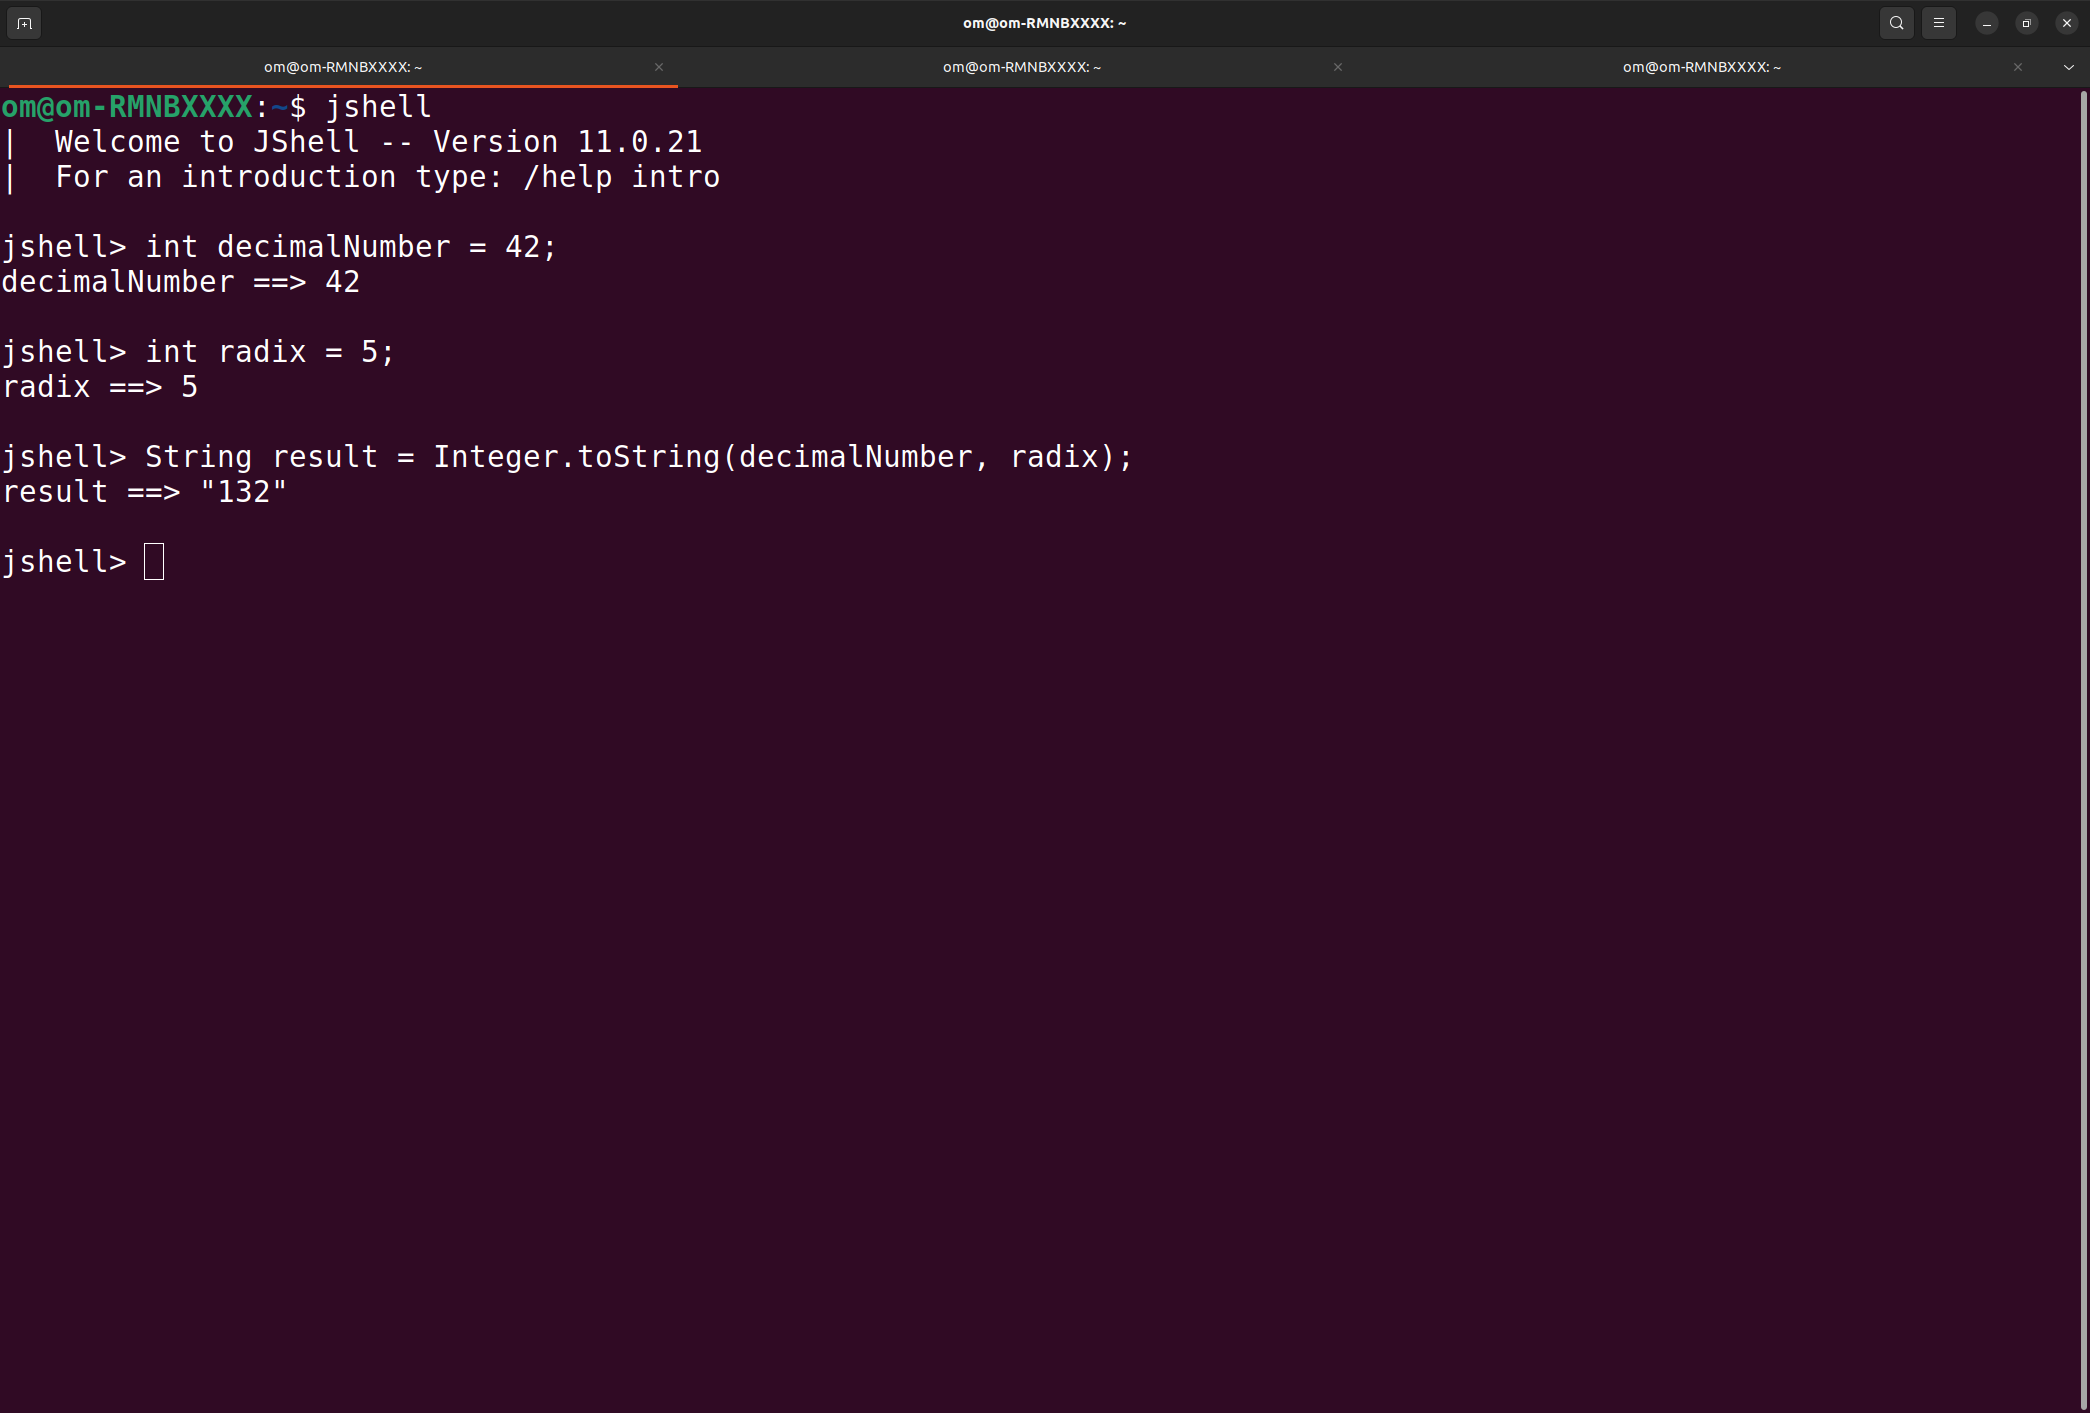 om@om-RMNBXXXX: ~
om@om-RMNBXXXX: ~ om@om-RMNBXXXX: ~ om@om-RMNBXXXX: ~
om@om-RMNBXXXX:~$ jshell
|  Welcome to JShell -- Version 11.0.21
|  For an introduction type: /help intro
jshell> int decimalNumber = 42;
decimalNumber ==> 42
jshell> int radix = 5;
radix ==> 5
jshell> String result = Integer.toString(decimalNumber, radix);
result ==> "132"
jshell>